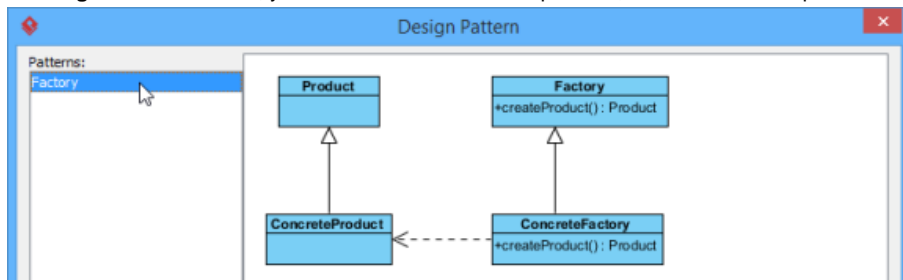 Design Pattern
Patterns:
Factory
Product
Factory
+createProduct() : Product
ConcreteProduct
ConcreteFactory
+createProduct() : Product